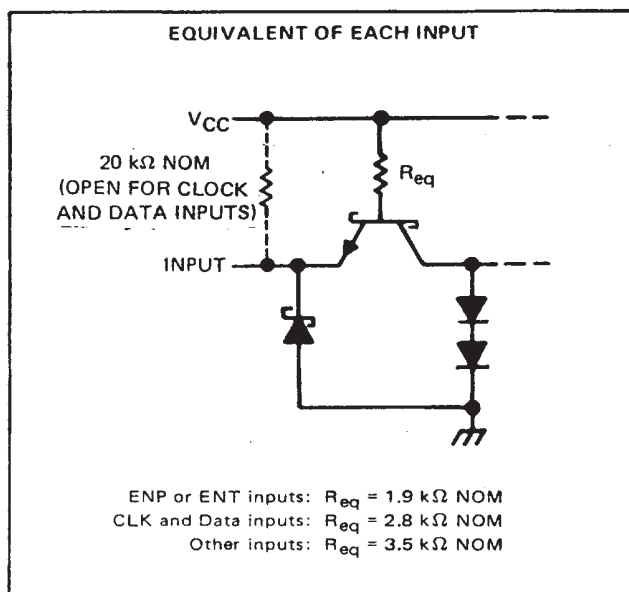 EQUIVALENT OF EACH INPUT
VCC
20 kΩ NOM
(OPEN FOR CLOCK
AND DATA INPUTS)
Req
INPUT
ENP or ENT inputs: Req = 1.9 kΩ NOM
CLK and Data inputs: Req = 2.8 kΩ NOM
Other inputs: Req = 3.5 kΩ NOM